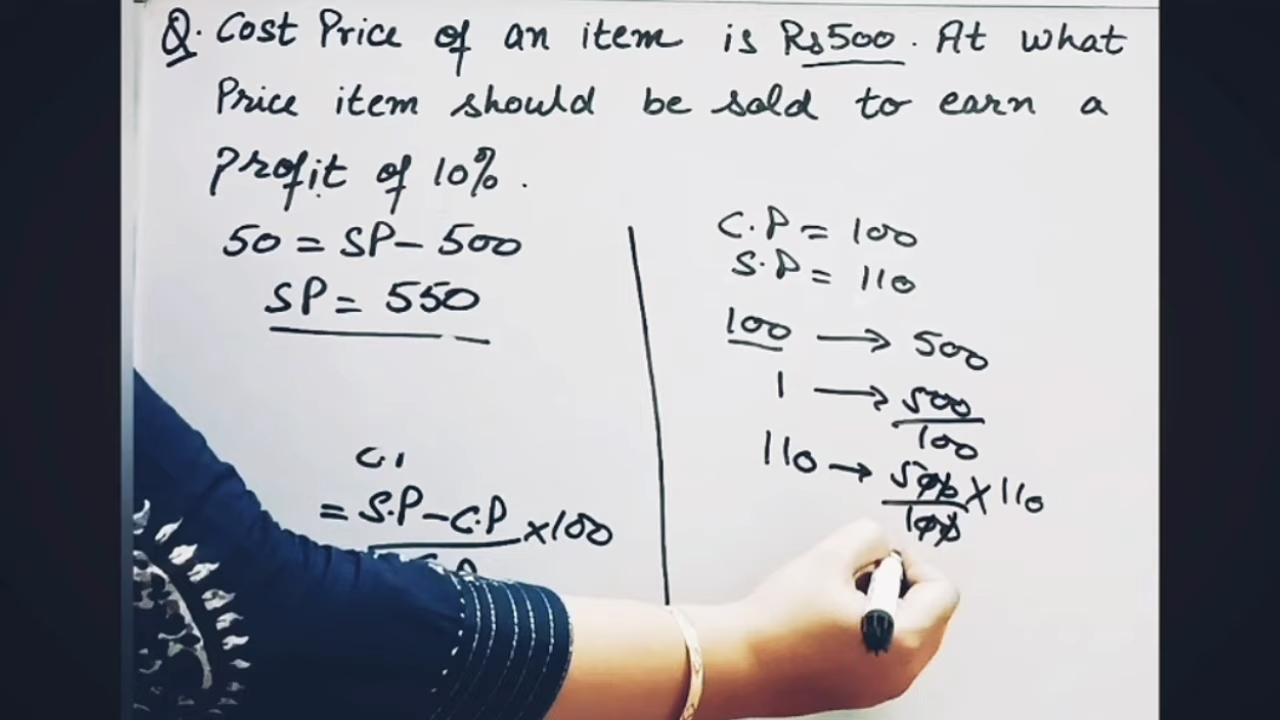 Q. Cost Price of an item is Rs500. At what
Price item should be sold to earn a
Profit of 10%.
50 = SP - 500
SP = 550
= S.P - C.P × 100
C.P = 100
S.P = 110
100 → 500
1 → 500
100
110 → 500 × 110
100